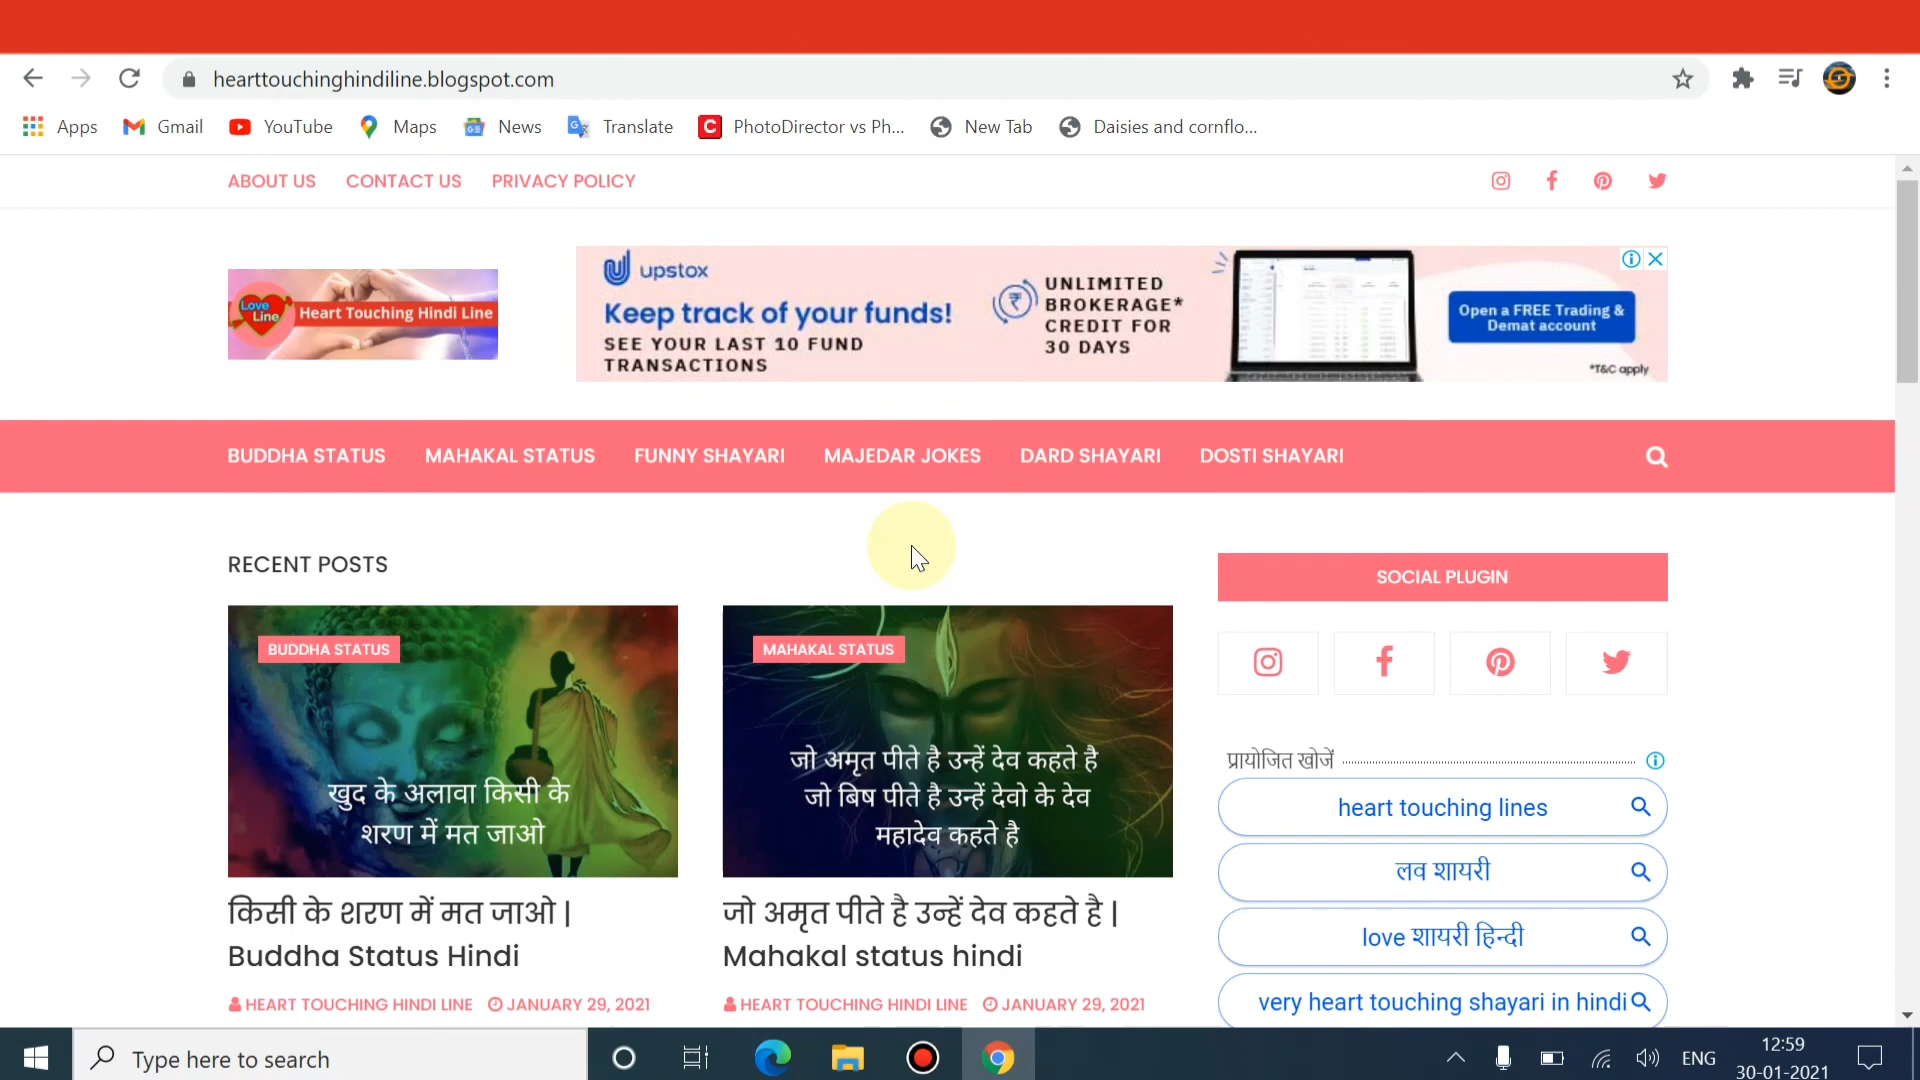 hearttouchinghindiline.blogspot.com
Apps Gmail YouTube Maps News Translate PhotoDirector vs Ph... New Tab Daisies and cornflo...
ABOUT US CONTACT US PRIVACY POLICY
Love
Line
Heart Touching Hindi Line
upstox
Keep track of your funds!
SEE YOUR LAST 10 FUND
TRANSACTIONS
UNLIMITED
BROKERAGE*
CREDIT FOR
30 DAYS
Open a FREE Trading &
Demat account
*T&C apply
BUDDHA STATUS MAHAKAL STATUS FUNNY SHAYARI MAJEDAR JOKES DARD SHAYARI DOSTI SHAYARI
RECENT POSTS
BUDDHA STATUS
खुद के अलावा किसी के
शरण में मत जाओ
किसी के शरण में मत जाओ |
Buddha Status Hindi
HEART TOUCHING HINDI LINE JANUARY 29, 2021
MAHAKAL STATUS
जो अमृत पीते है उन्हें देव कहते है
जो बिष पीते है उन्हें देवो के देव
महादेव कहते है
जो अमृत पीते है उन्हें देव कहते है |
Mahakal status hindi
HEART TOUCHING HINDI LINE JANUARY 29, 2021
SOCIAL PLUGIN
प्रायोजित खोजें
heart touching lines
लव शायरी
love शायरी हिन्दी
very heart touching shayari in hindi
Type here to search
ENG
12:59
30-01-2021